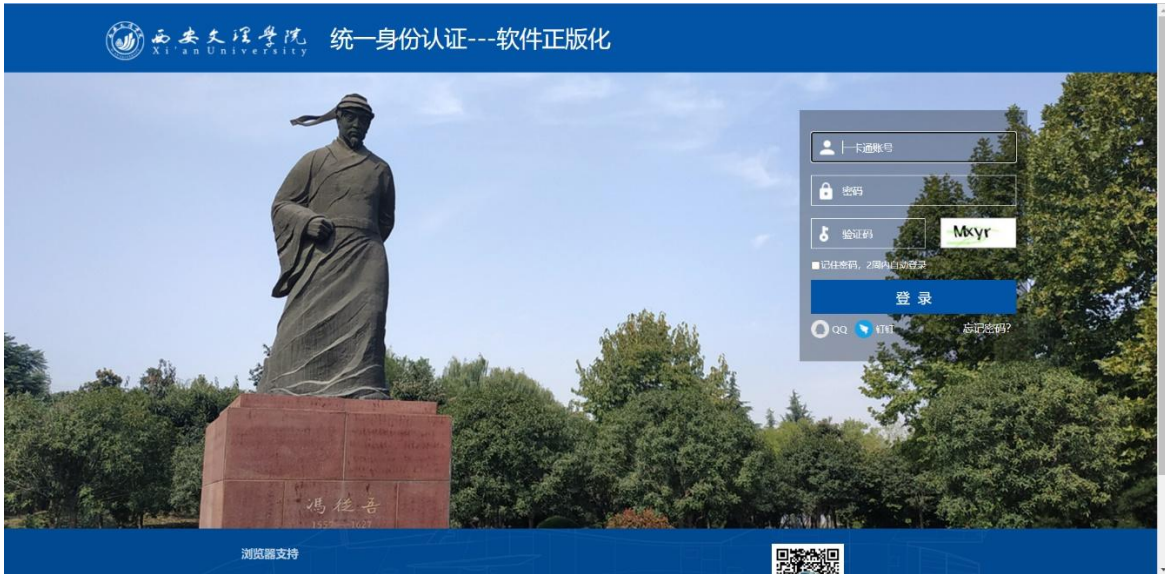 西安文理学院 统一身份认证---软件正版化
Xi'an University
一卡通账号
密码
验证码
Mxyr
记住密码，2周内自动登录
登 录
QQ 钉钉 忘记密码?
冯从吾
1557—1627
浏览器支持